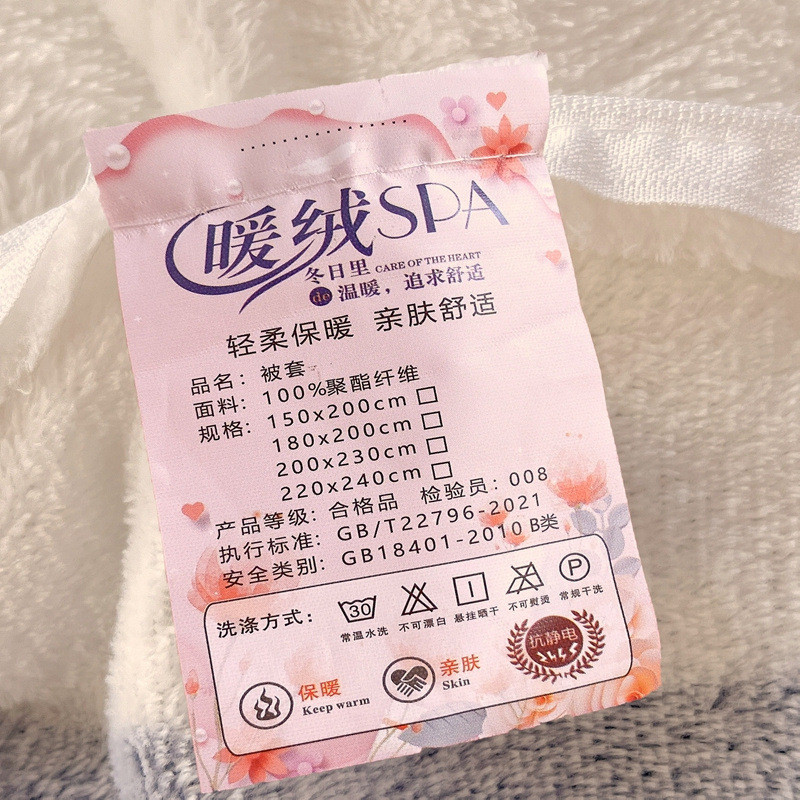 暖绒SPA
冬日里 CARE OF THE HEART
de 温暖，追求舒适
轻柔保暖 亲肤舒适
品名：被套
面料：100%聚酯纤维
规格：150x200cm □
180x200cm □
200x230cm □
220x240cm □
产品等级：合格品 检验员：008
执行标准：GB/T22796-2021
安全类别：GB18401-2010 B类
洗涤方式：
30
P
常温水洗 不可漂白 悬挂晒干 不可熨烫 常规干洗
保暖
Keep warm
亲肤
Skin
抗静电